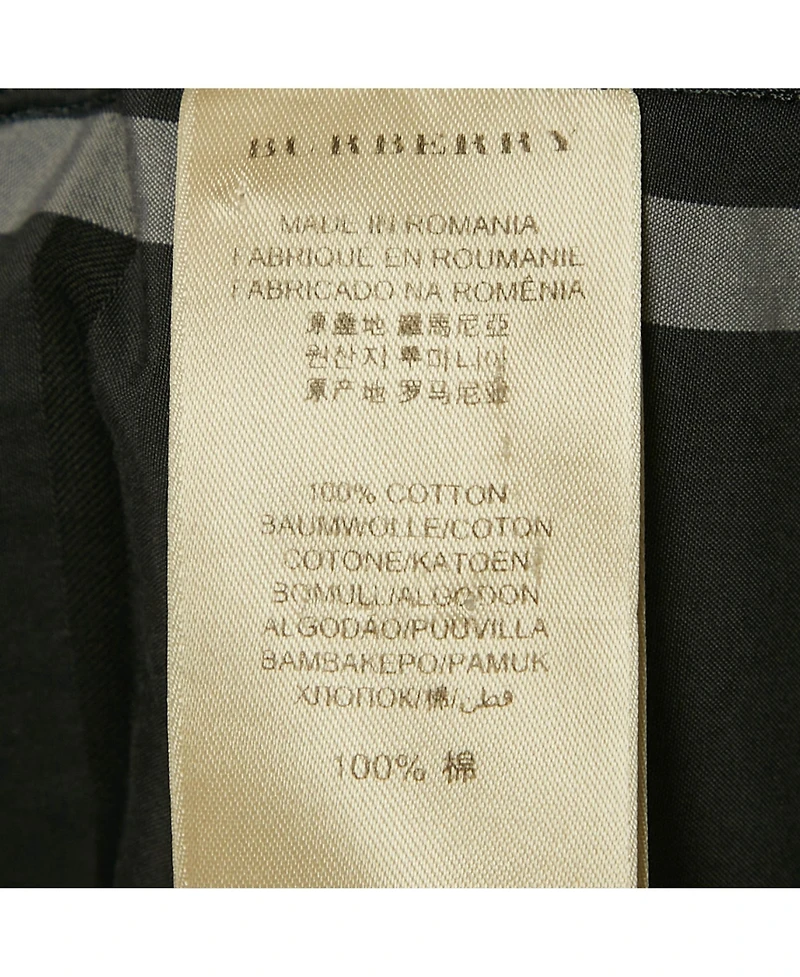 BURBERRY
MADE IN ROMANIA
FABRIQUE EN ROUMANIE
FABRICADO NA ROMÊNIA
原產地 羅馬尼亞
원산지 루마니아
原产地 罗马尼亚
100% COTTON
BAUMWOLLE/COTON
COTONE/KATOEN
BOMULL/ALGODON
ALGODAO/PUUVILLA
BAMBAKEPO/PAMUK
ХЛОПОК/棉/قطن
100% 棉